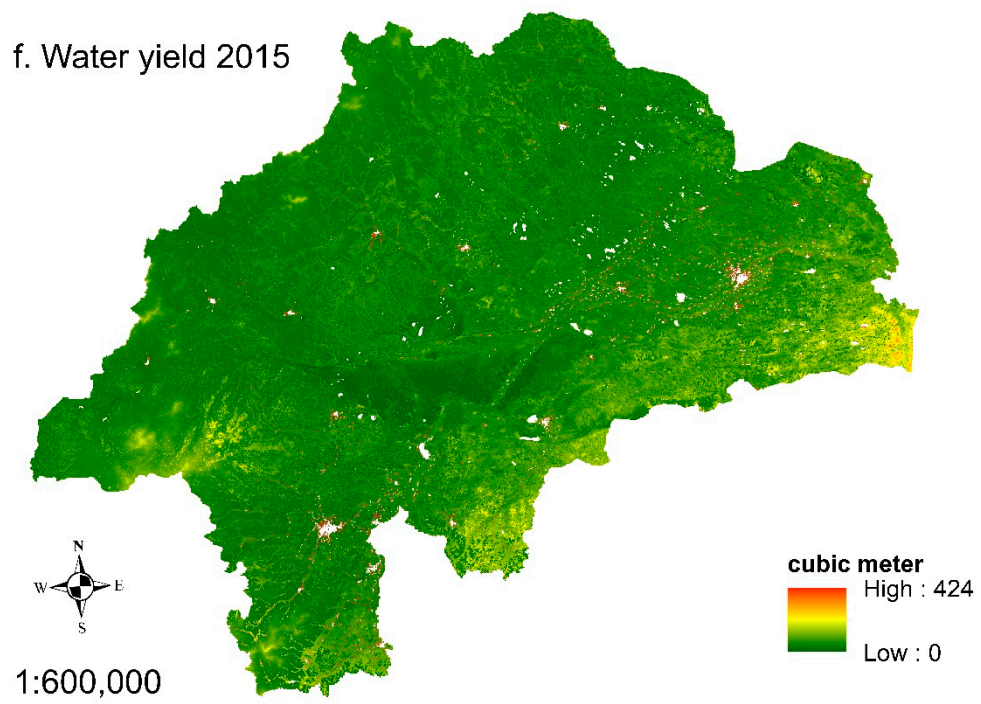 f. Water yield 2015
N
W E
S
1:600,000
cubic meter
High : 424
Low : 0